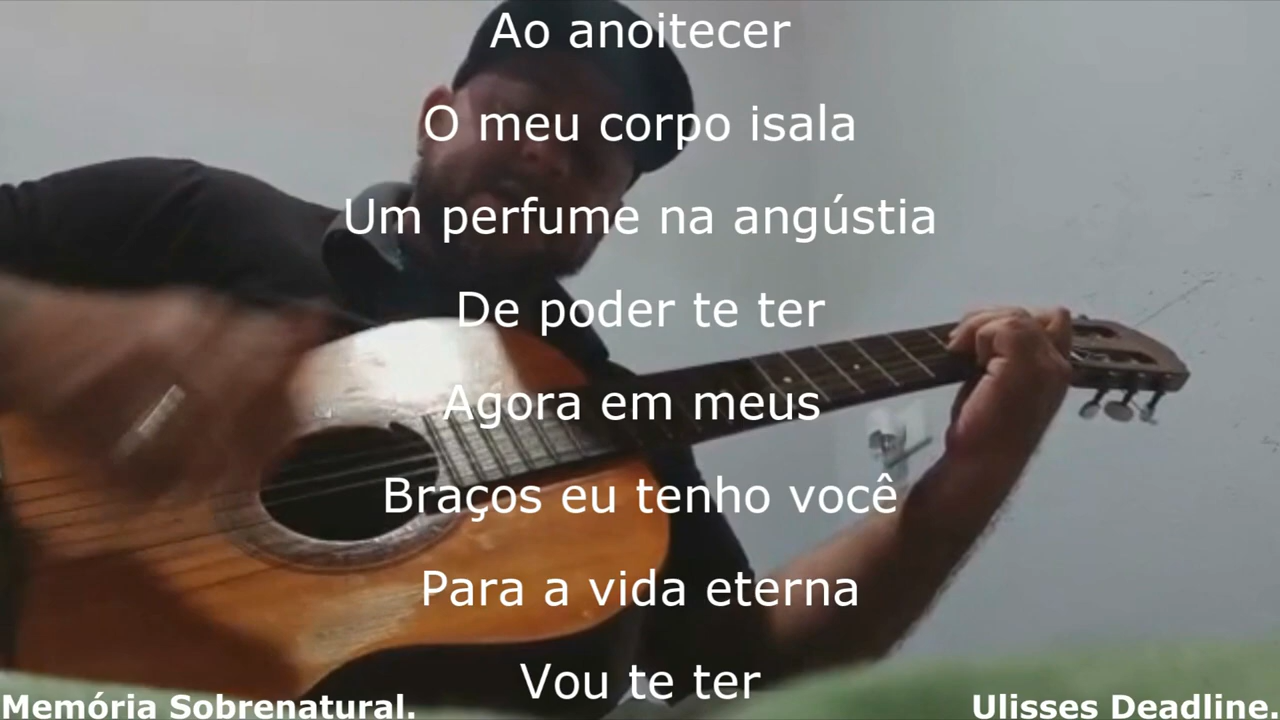 Ao anoitecer
O meu corpo isala
Um perfume na angústia
De poder te ter
Agora em meus
Braços eu tenho você
Para a vida eterna
Vou te ter
Memória Sobrenatural.
Ulisses Deadline.